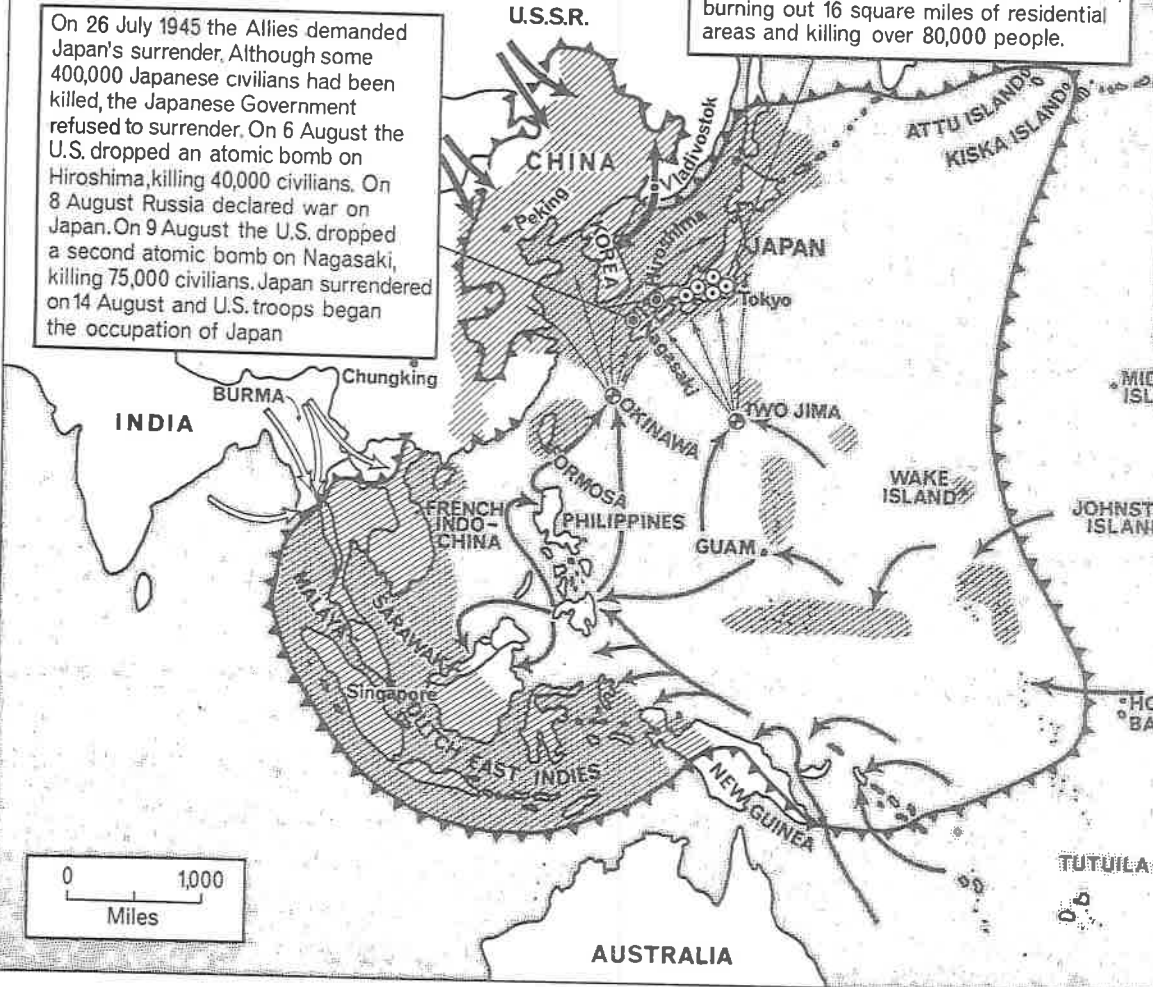 On 26 July 1945 the Allies demanded
Japan's surrender. Although some
400,000 Japanese civilians had been
killed, the Japanese Government
refused to surrender. On 6 August the
U.S. dropped an atomic bomb on
Hiroshima, killing 40,000 civilians. On
8 August Russia declared war on
Japan. On 9 August the U.S. dropped
a second atomic bomb on Nagasaki,
killing 75,000 civilians. Japan surrendered
on 14 August and U.S. troops began
the occupation of Japan
U.S.S.R.
burning out 16 square miles of residential
areas and killing over 80,000 people.
ATTU ISLAND
KISKA ISLAND
CHINA
Vladivostok
Peking
KOREA
Hiroshima
JAPAN
Tokyo
Nagasaki
Chungking
BURMA
INDIA
OKINAWA
IWO JIMA
MID
ISL
FORMOSA
WAKE
ISLAND
FRENCH
INDO-
CHINA
PHILIPPINES
GUAM
JOHNST
ISLAN
MALAYA
SARAWAK
Singapore
DUTCH EAST INDIES
HO
BA
NEW GUINEA
0 1,000
Miles
TUTUILA
AUSTRALIA